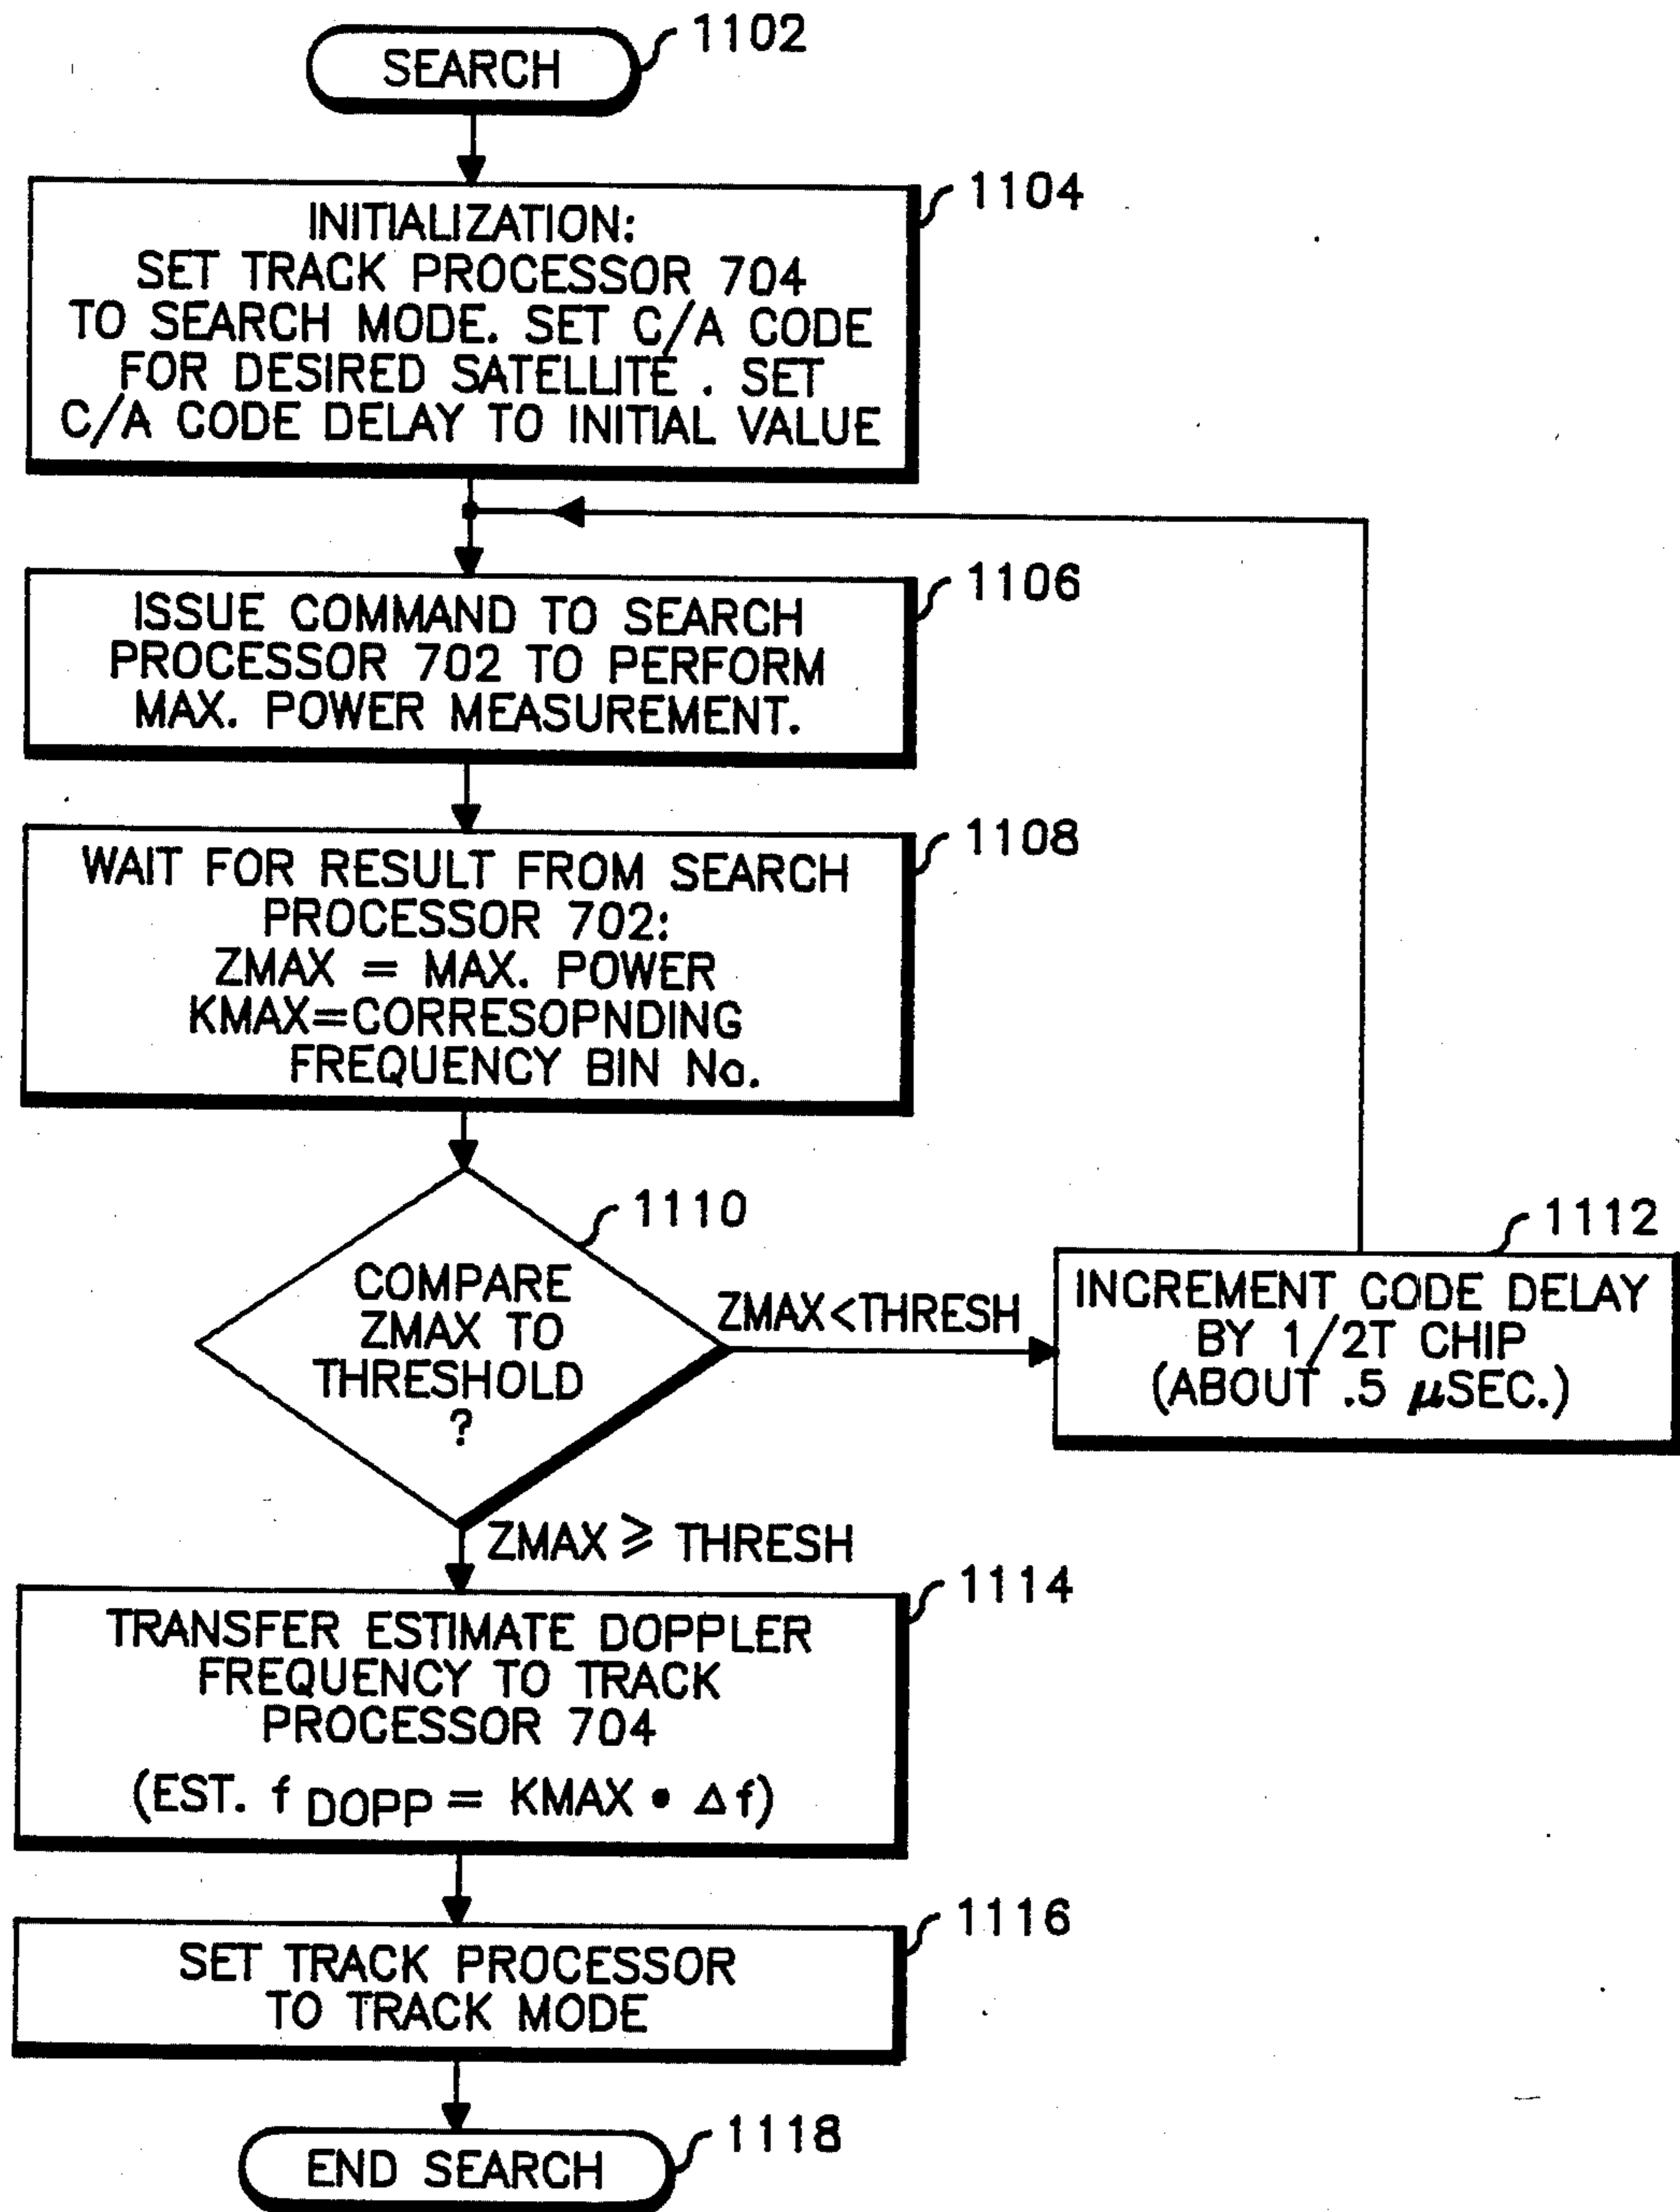 SEARCH
1102
1104
INITIALIZATION:
SET TRACK PROCESSOR 704
TO SEARCH MODE. SET C/A CODE
FOR DESIRED SATELLITE . SET
C/A CODE DELAY TO INITIAL VALUE
1106
ISSUE COMMAND TO SEARCH
PROCESSOR 702 TO PERFORM
MAX. POWER MEASUREMENT.
1108
WAIT FOR RESULT FROM SEARCH
PROCESSOR 702:
ZMAX = MAX. POWER
KMAX=CORRESOPNDING
FREQUENCY BIN No.
1110
COMPARE
ZMAX TO
THRESHOLD
?
ZMAX<THRESH
1112
INCREMENT CODE DELAY
BY 1/2T CHIP
(ABOUT .5 μSEC.)
ZMAX ≥ THRESH
1114
TRANSFER ESTIMATE DOPPLER
FREQUENCY TO TRACK
PROCESSOR 704
(EST. f DOPP = KMAX • Δf)
1116
SET TRACK PROCESSOR
TO TRACK MODE
1118
END SEARCH